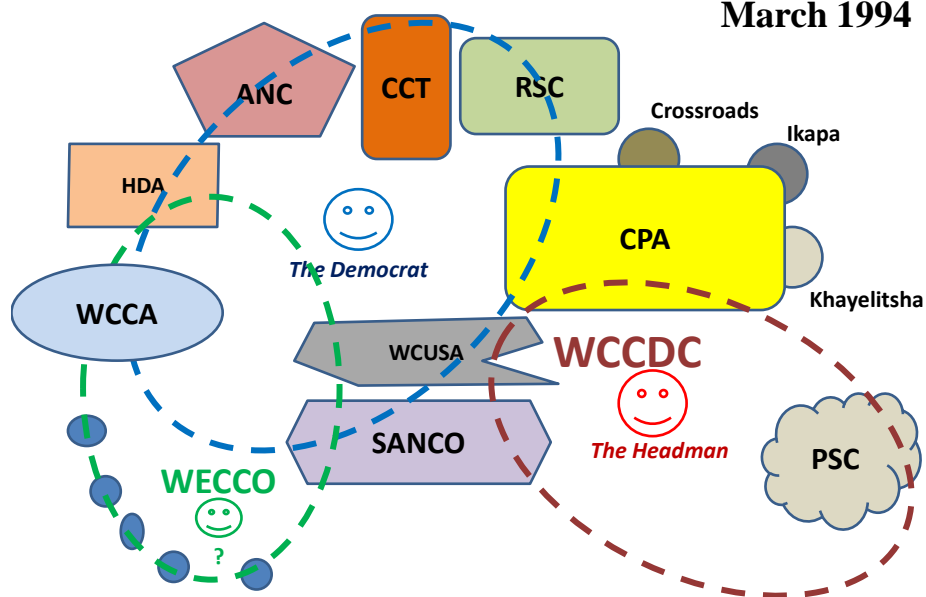 March 1994
ANC
CCT
RSC
Crossroads
Ikapa
HDA
CPA
The Democrat
Khayelitsha
WCCA
WCUSA
WCCDC
SANCO
The Headman
PSC
WECCO
?